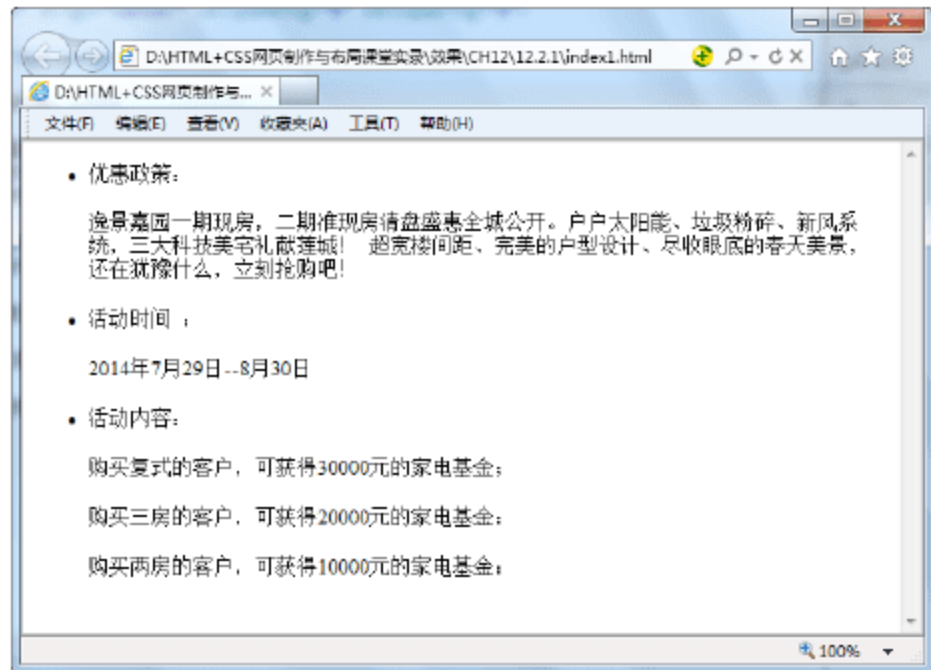 D:\HTML+CSS网页制作与布局课堂实录\效果\CH12\12.2.1\index1.html
D:\HTML+CSS网页制作与...
文件(F) 编辑(E) 查看(V) 收藏夹(A) 工具(T) 帮助(H)
• 优惠政策：
逸景嘉园一期现房，二期准现房清盘盛惠全城公开。户户太阳能、垃圾粉碎、新风系
统，三大科技美宅礼献莲城！ 超宽楼间距、完美的户型设计、尽收眼底的春天美景，
还在犹豫什么，立刻抢购吧！
• 活动时间 ：
2014年7月29日--8月30日
• 活动内容：
购买复式的客户，可获得30000元的家电基金；
购买三房的客户，可获得20000元的家电基金；
购买两房的客户，可获得10000元的家电基金；
100%